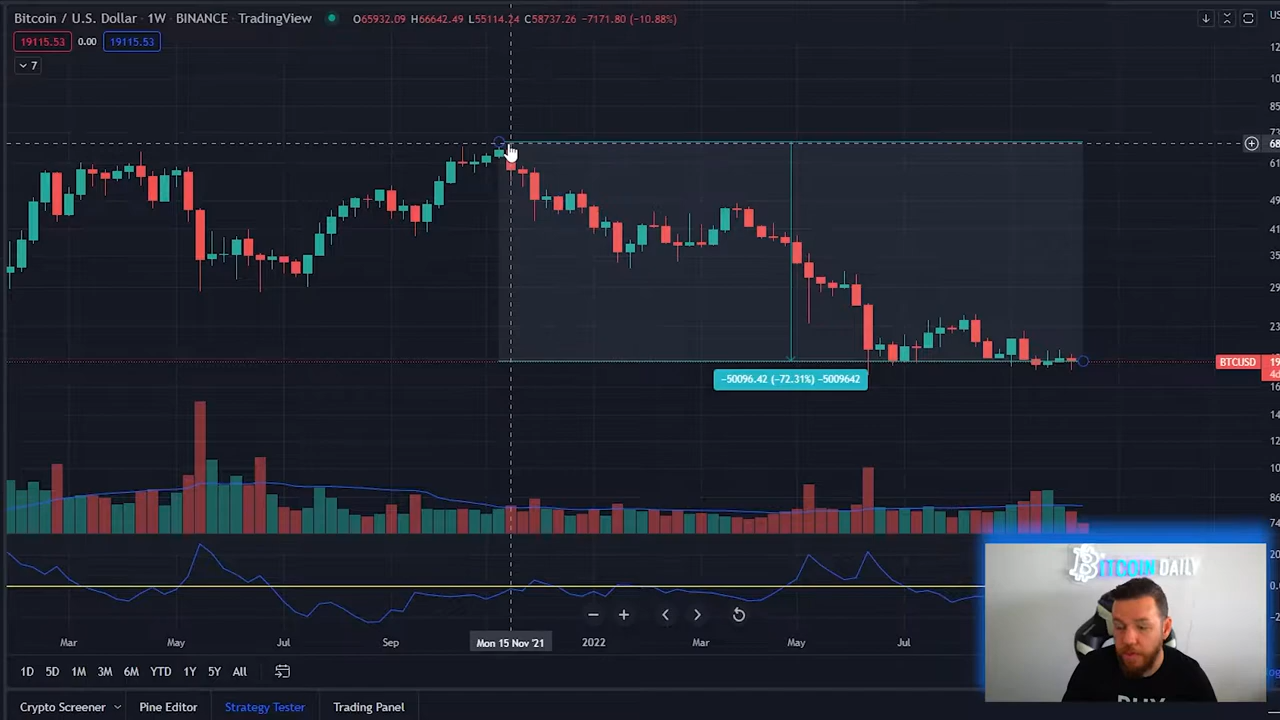 Bitcoin / U.S. Dollar · 1W · BINANCE · TradingView O65932.09 H66642.49 L55114.24 C58737.26 −7171.80 (−10.88%)
19115.53 0.00 19115.53
7
68
BTCUSD 19
−50096.42 (−72.31%) −5009642
16
BITCOIN DAILY
Mar May Jul Sep Mon 15 Nov '21 2022 Mar May Jul
1D 5D 1M 3M 6M YTD 1Y 5Y All
Crypto Screener Pine Editor Strategy Tester Trading Panel